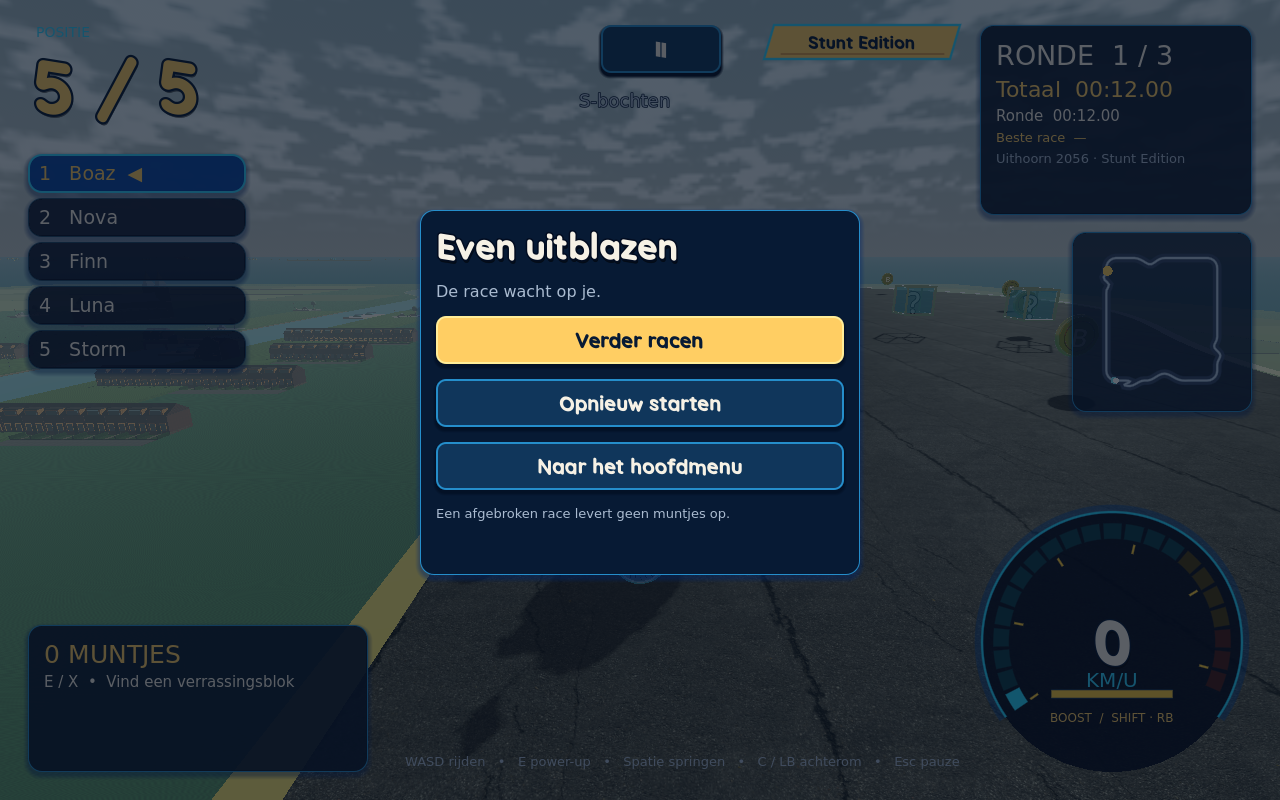 POSITIE
5 / 5
Stunt Edition
S-bochten
RONDE 1 / 3
Totaal 00:12.00
Ronde 00:12.00
Beste race —
Uithoorn 2056 · Stunt Edition
1 Boaz ◀
2 Nova
3 Finn
4 Luna
5 Storm
Even uitblazen
De race wacht op je.
Verder racen
Opnieuw starten
Naar het hoofdmenu
Een afgebroken race levert geen muntjes op.
? ?
0 MUNTJES
E / X • Vind een verrassingsblok
0
KM/U
BOOST / SHIFT · RB
WASD rijden • E power-up • Spatie springen • C / LB achterom • Esc pauze